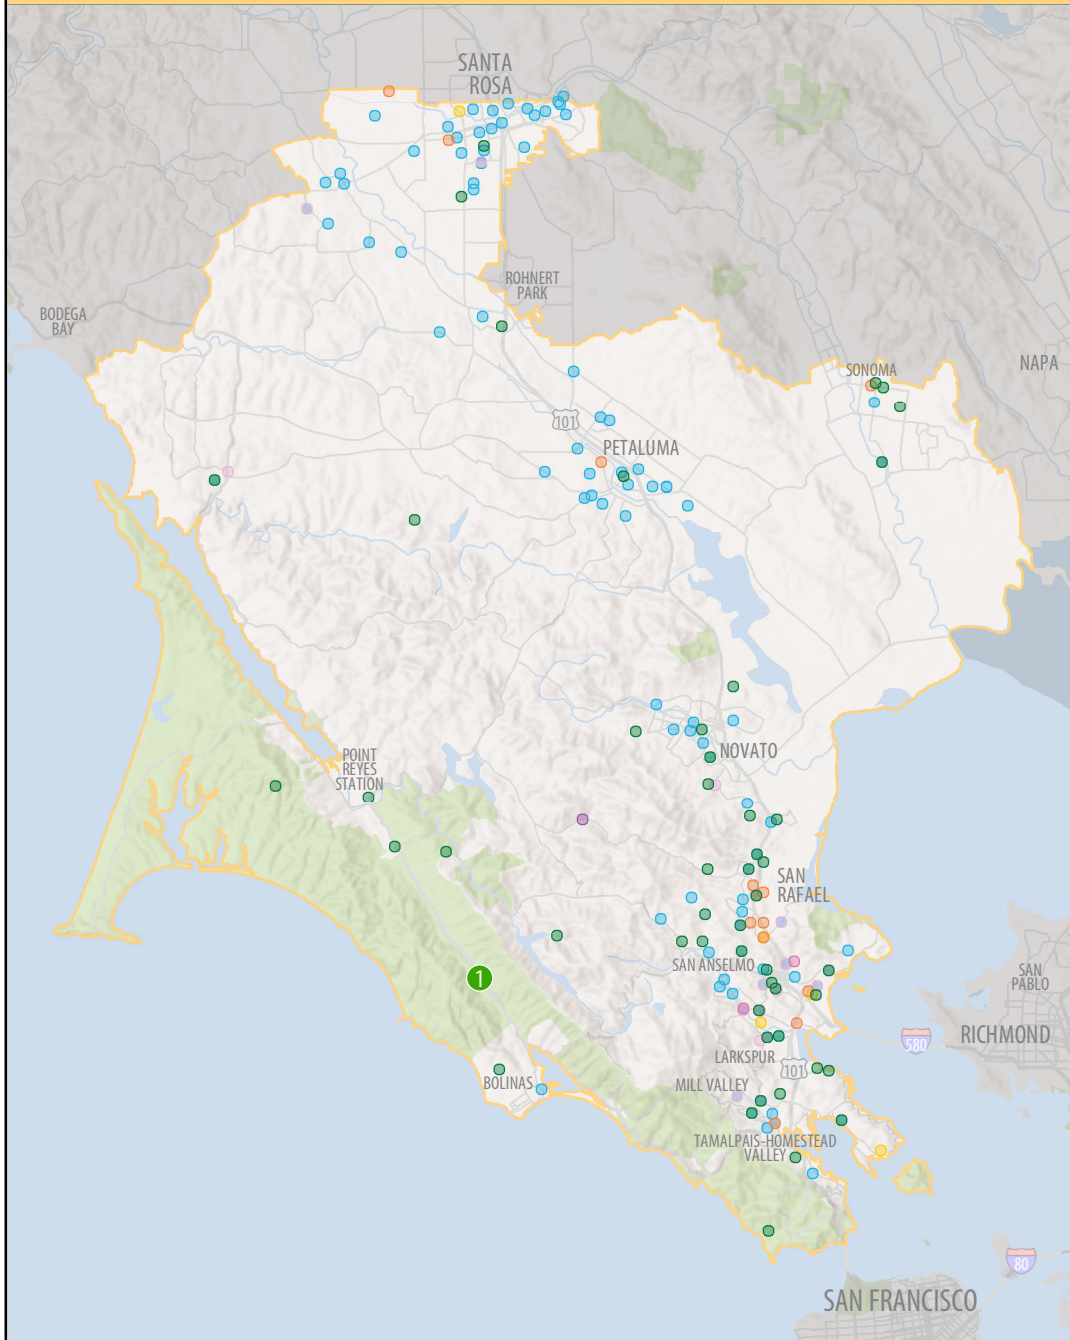 SANTA
ROSA
ROHNERT
PARK
BODEGA
BAY
NAPA
SONOMA
101
PETALUMA
NOVATO
POINT
REYES
STATION
SAN
RAFAEL
SAN ANSELMO
SAN
PABLO
1
RICHMOND
580
LARKSPUR
101
MILL VALLEY
BOLINAS
TAMALPAIS-HOMESTEAD
VALLEY
80
SAN FRANCISCO